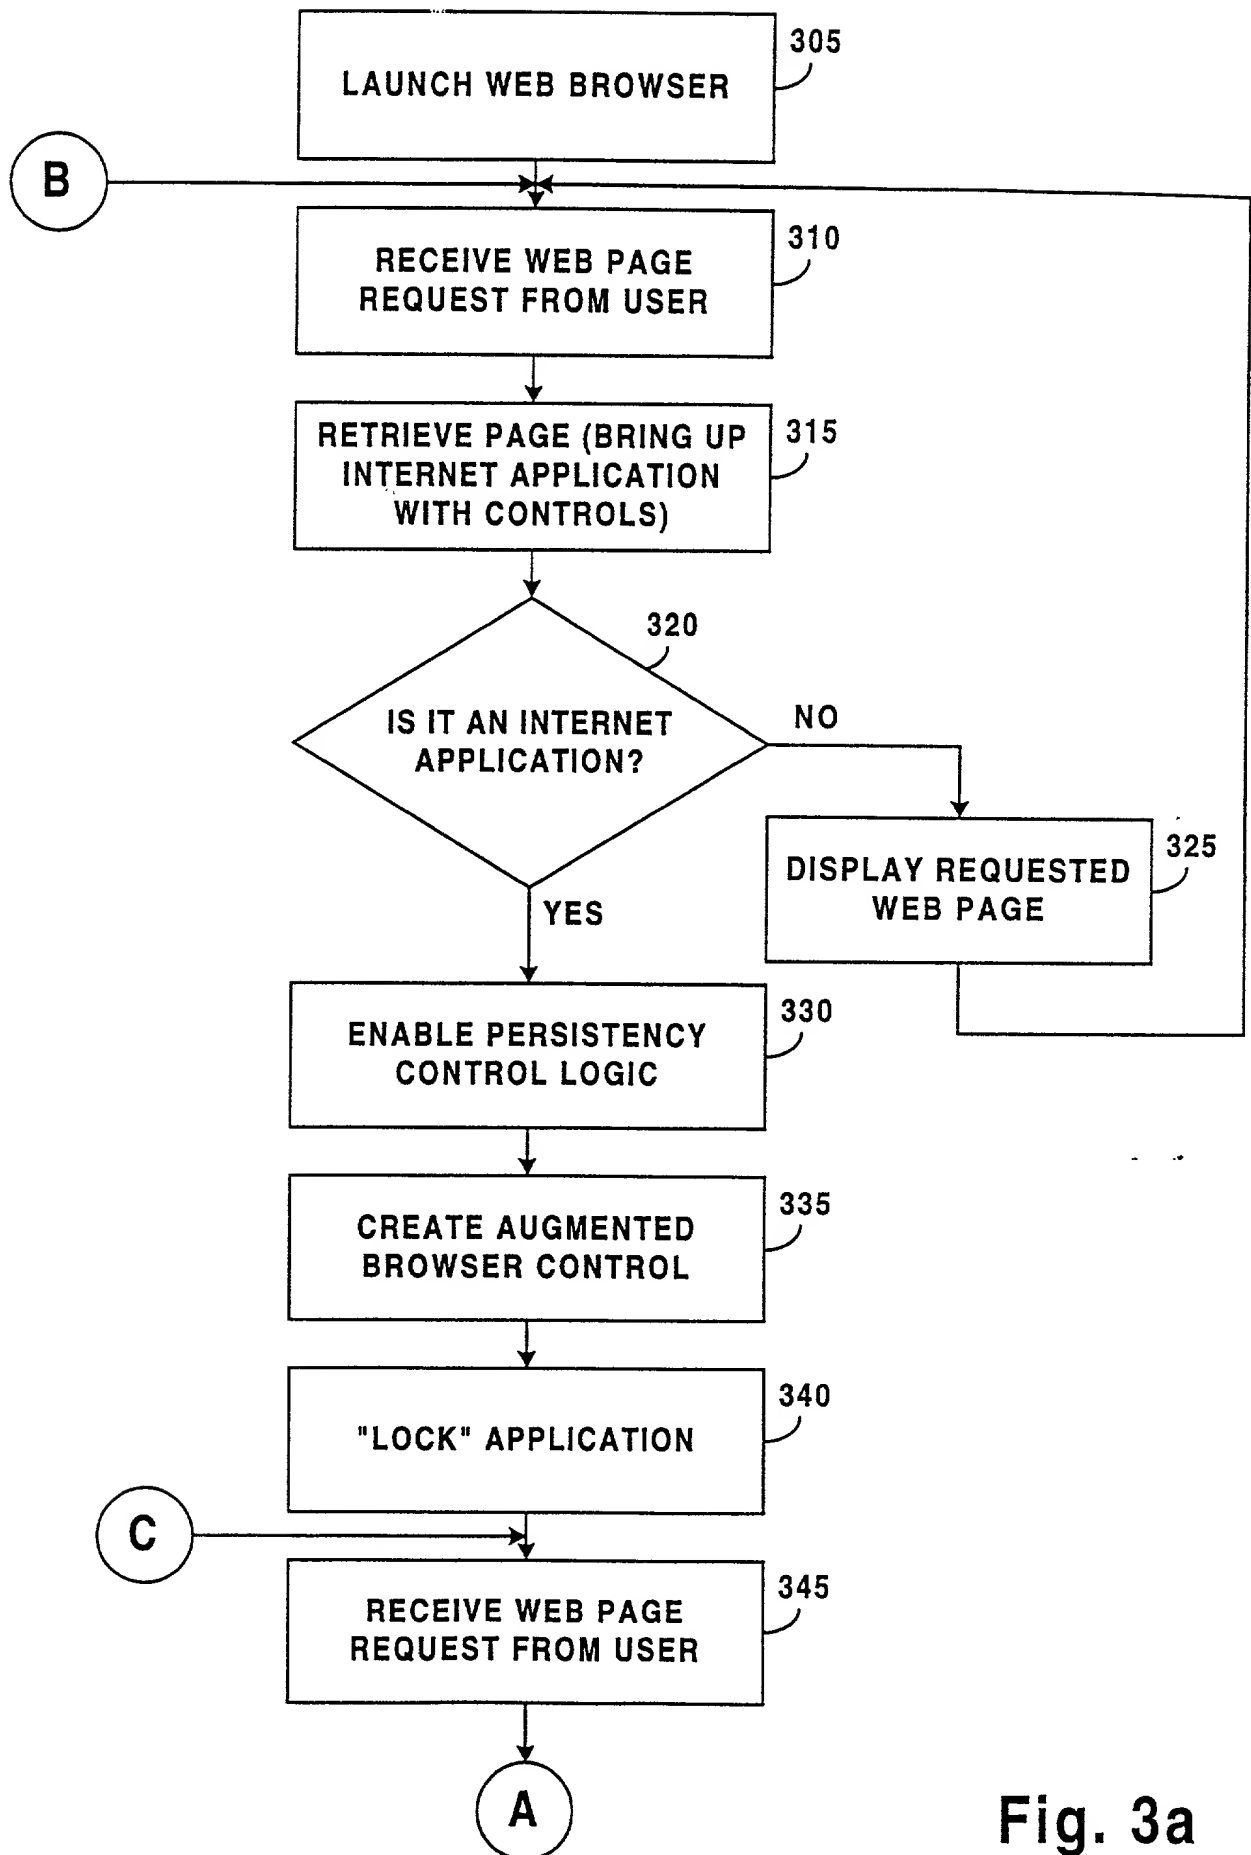 LAUNCH WEB BROWSER
305
B
RECEIVE WEB PAGE
REQUEST FROM USER
310
RETRIEVE PAGE (BRING UP
INTERNET APPLICATION
WITH CONTROLS)
315
320
IS IT AN INTERNET
APPLICATION?
NO
YES
DISPLAY REQUESTED
WEB PAGE
325
ENABLE PERSISTENCY
CONTROL LOGIC
330
CREATE AUGMENTED
BROWSER CONTROL
335
"LOCK" APPLICATION
340
C
RECEIVE WEB PAGE
REQUEST FROM USER
345
A
Fig. 3a